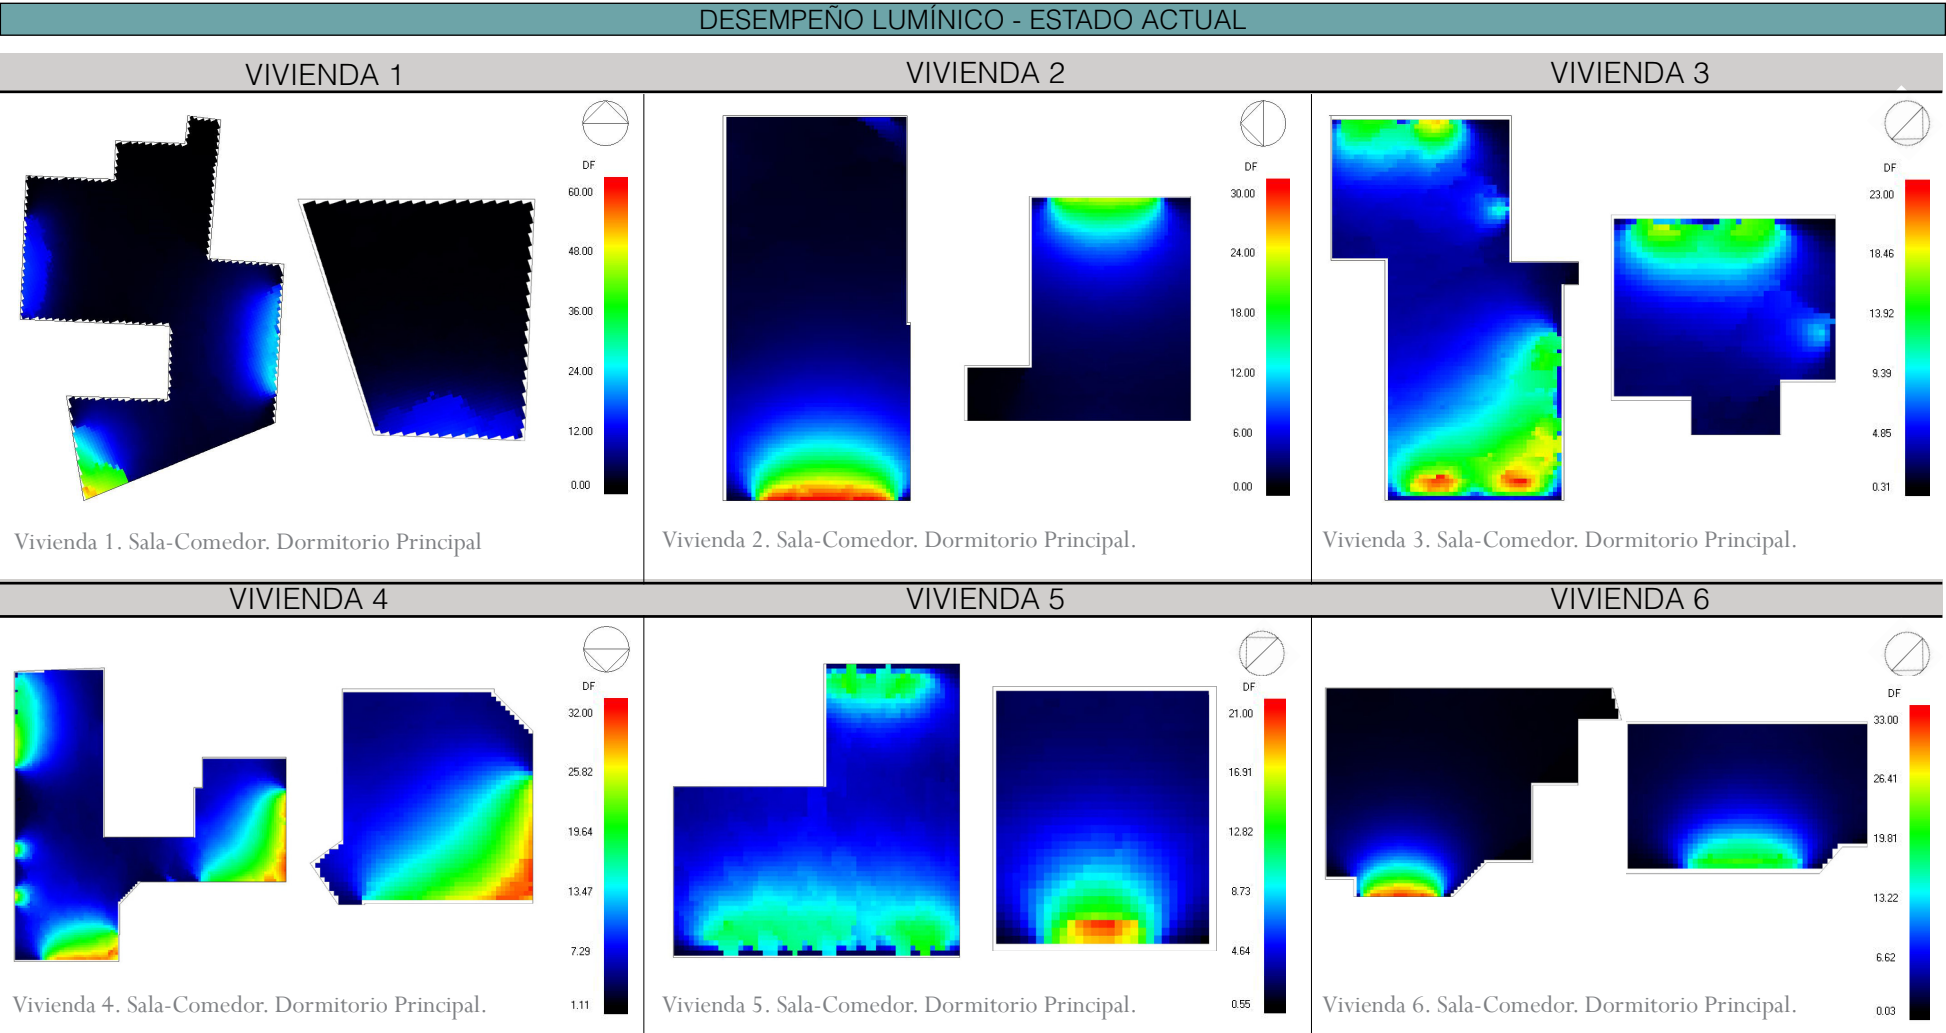 DESEMPEÑO LUMÍNICO - ESTADO ACTUAL
VIVIENDA 1
VIVIENDA 2
VIVIENDA 3
DF
60.00
48.00
36.00
24.00
12.00
0.00
DF
30.00
24.00
18.00
12.00
6.00
0.00
DF
23.00
18.46
13.92
9.39
4.85
0.31
Vivienda 1. Sala-Comedor. Dormitorio Principal
Vivienda 2. Sala-Comedor. Dormitorio Principal.
Vivienda 3. Sala-Comedor. Dormitorio Principal.
VIVIENDA 4
VIVIENDA 5
VIVIENDA 6
DF
32.00
25.82
19.64
13.47
7.29
1.11
DF
21.00
16.91
12.82
8.73
4.64
0.55
DF
33.00
26.41
19.81
13.22
6.62
0.03
Vivienda 4. Sala-Comedor. Dormitorio Principal.
Vivienda 5. Sala-Comedor. Dormitorio Principal.
Vivienda 6. Sala-Comedor. Dormitorio Principal.